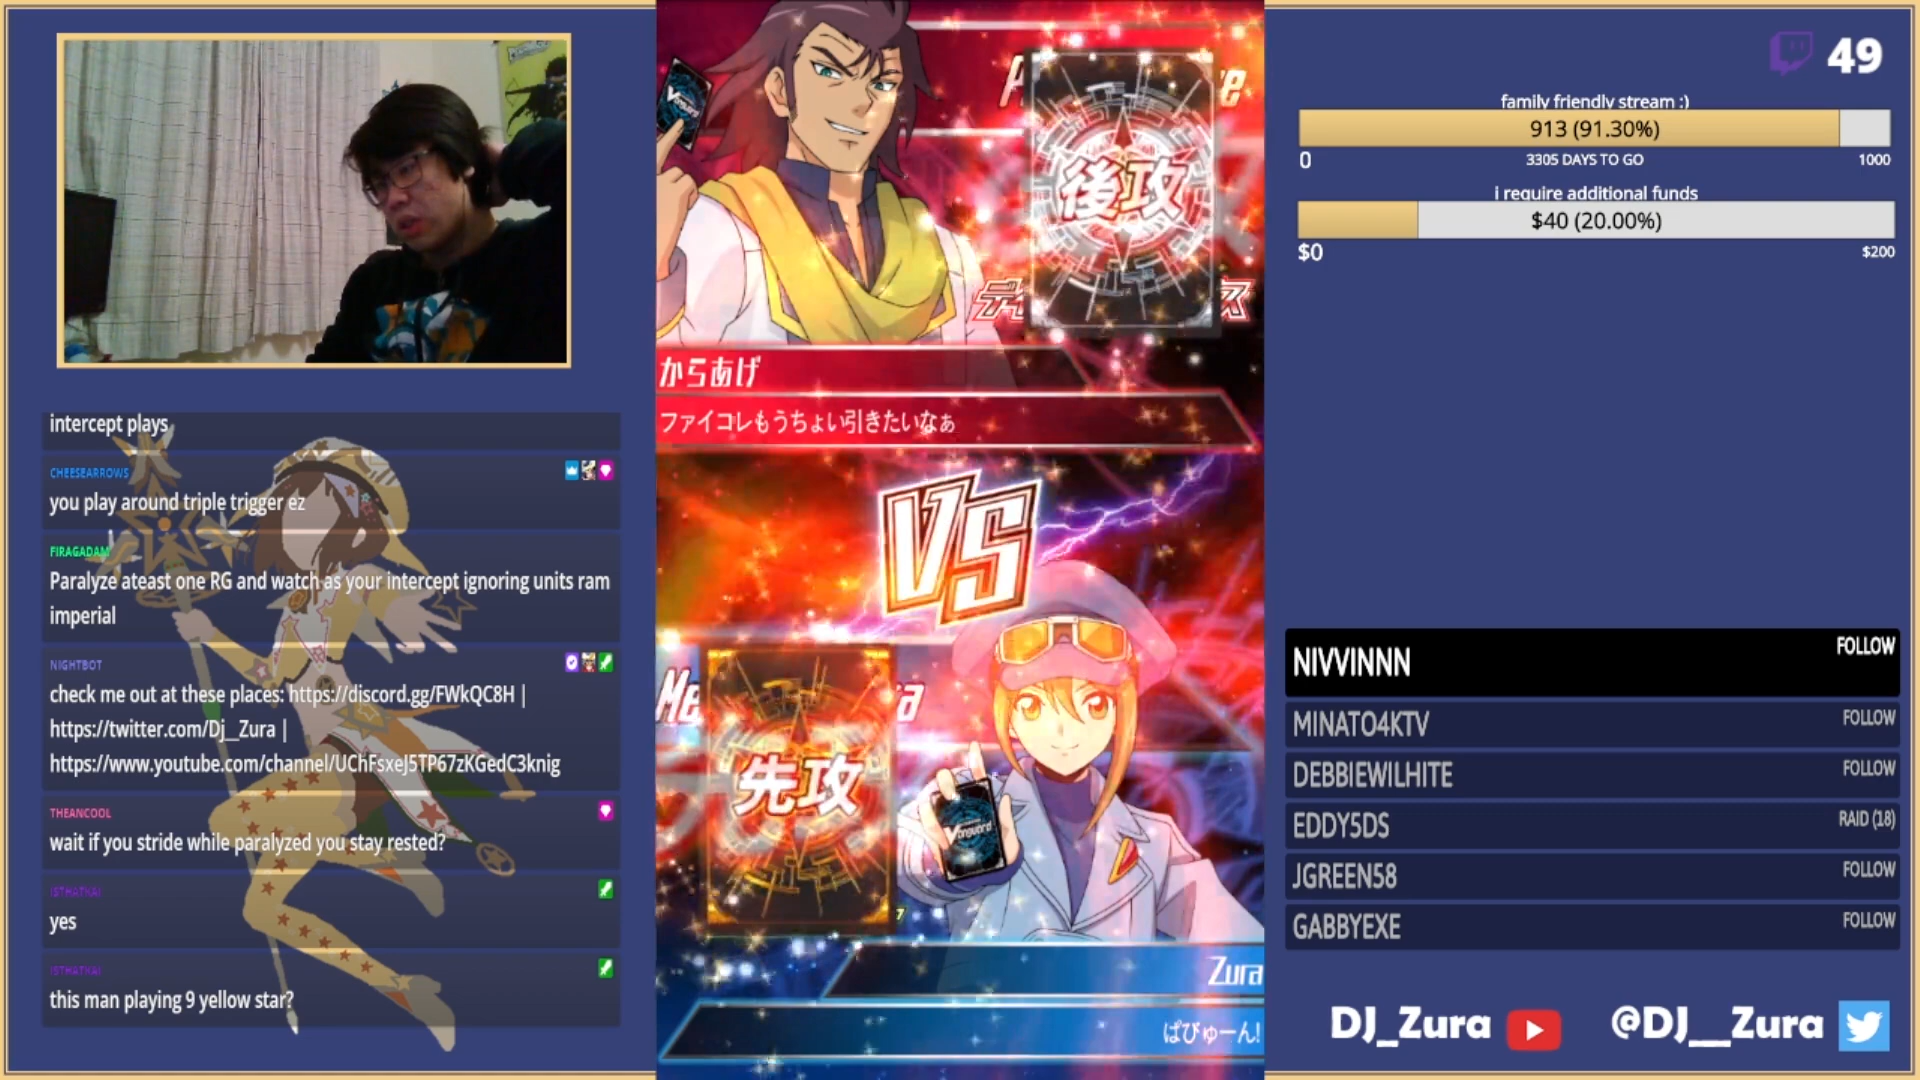 intercept plays
CHEESEARROWS
you play around triple trigger ez
FIRAGADAM
Paralyze ateast one RG and watch as your intercept ignoring units ram
imperial
NIGHTBOT
check me out at these places: https://discord.gg/FWkQC8H |
https://twitter.com/Dj__Zura |
https://www.youtube.com/channel/UChFsxeJ5TP67zKGedC3knig
THEANCOOL
wait if you stride while paralyzed you stay rested?
ISTHATKAI
yes
ISTHATKAI
this man playing 9 yellow star?
後攻
からあげ
ファイコレもうちょい引きたいなぁ
VS
先攻
Vanguard
Zura
ぱぴゅーん!
49
family friendly stream :)
913 (91.30%)
0
3305 DAYS TO GO
1000
i require additional funds
$40 (20.00%)
$0
$200
NIVVINNN
FOLLOW
MINATO4KTV
FOLLOW
DEBBIEWILHITE
FOLLOW
EDDY5DS
RAID (18)
JGREEN58
FOLLOW
GABBYEXE
FOLLOW
DJ_Zura
@DJ__Zura